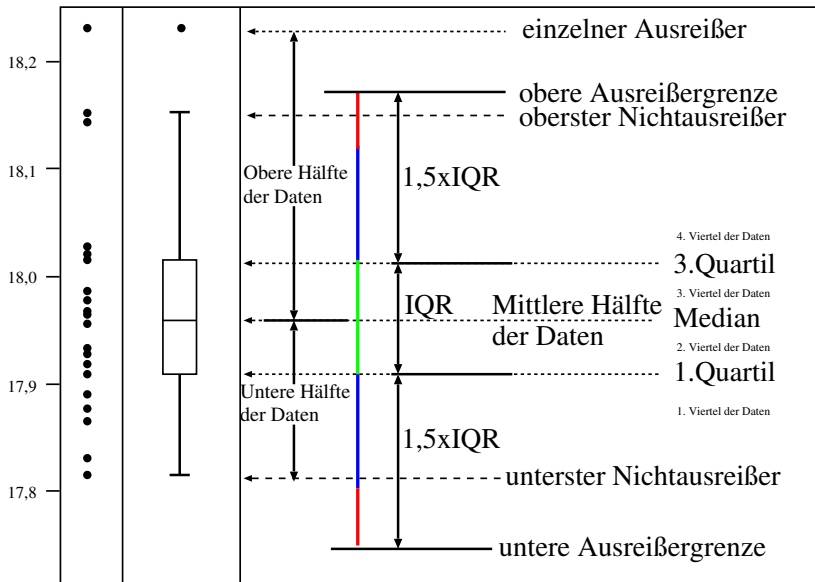 einzelner Ausreißer
18,2
obere Ausreißergrenze
oberster Nichtausreißer
18,1
Obere Hälfte
der Daten
1,5xIQR
4. Viertel der Daten
3.Quartil
18,0
3. Viertel der Daten
IQR
Mittlere Hälfte
der Daten
Median
2. Viertel der Daten
1.Quartil
17,9
Untere Hälfte
der Daten
1. Viertel der Daten
1,5xIQR
unterster Nichtausreißer
17,8
untere Ausreißergrenze